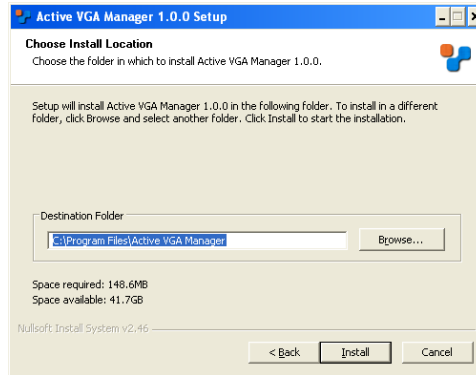 Active VGA Manager 1.0.0 Setup
Choose Install Location
Choose the folder in which to install Active VGA Manager 1.0.0.
Setup will install Active VGA Manager 1.0.0 in the following folder. To install in a different
folder, click Browse and select another folder. Click Install to start the installation.
Destination Folder
C:\Program Files\Active VGA Manager
Browse...
Space required: 148.6MB
Space available: 41.7GB
Nullsoft Install System v2.46
< Back
Install
Cancel